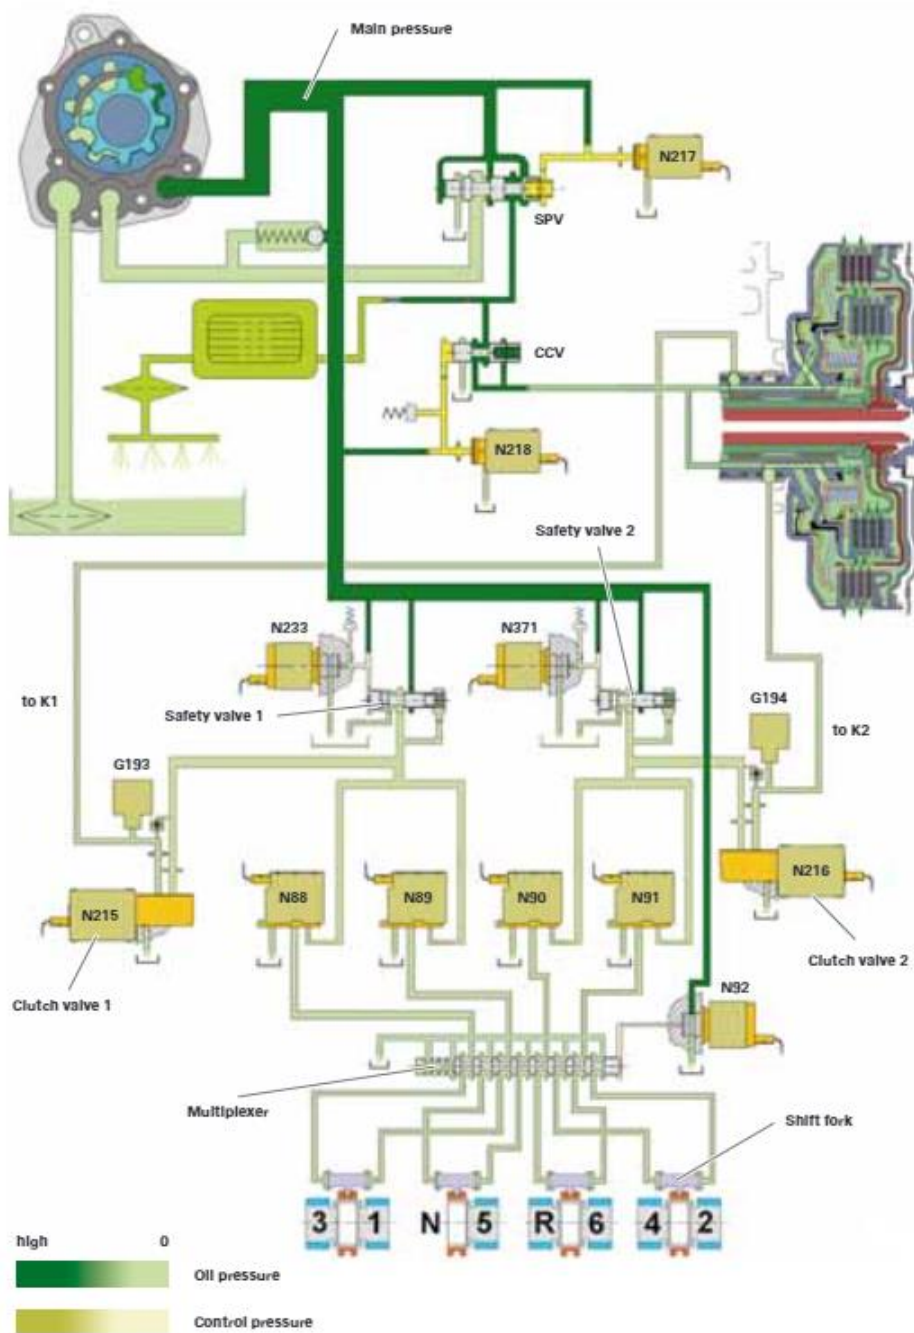 Main pressure
N217
SPV
CCV
N218
Safety valve 2
N233
N371
to K1
Safety valve 1
G194
to K2
G193
N88
N89
N90
N91
N216
N215
Clutch valve 2
Clutch valve 1
N92
Multiplexer
Shift fork
3 1 N 5 R 6 4 2
high 0
Oil pressure
Control pressure